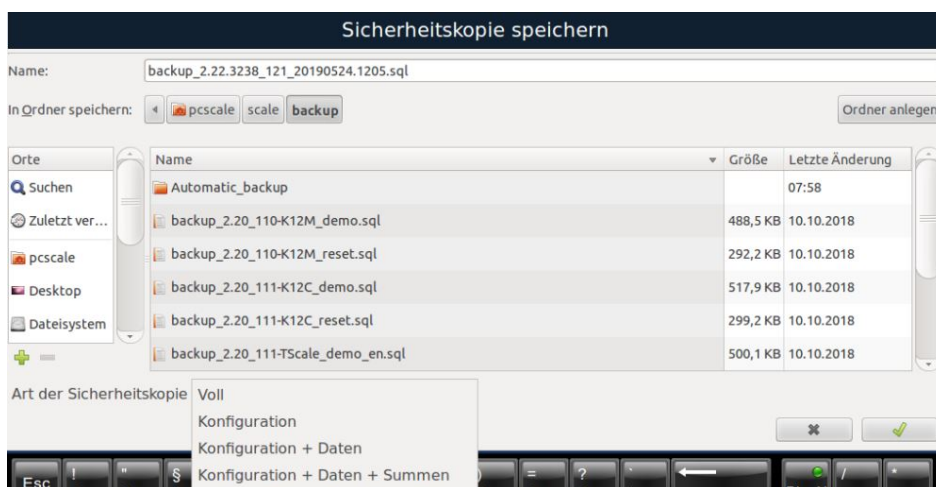 Sicherheitskopie speichern
Name: backup_2.22.3238_121_20190524.1205.sql
In Ordner speichern: pcscale scale backup Ordner anlegen
Orte Name Größe Letzte Änderung
Suchen Automatic_backup 07:58
Zuletzt ver... backup_2.20_110-K12M_demo.sql 488,5 KB 10.10.2018
pcscale backup_2.20_110-K12M_reset.sql 292,2 KB 10.10.2018
Desktop backup_2.20_111-K12C_demo.sql 517,9 KB 10.10.2018
Dateisystem backup_2.20_111-K12C_reset.sql 299,2 KB 10.10.2018
backup_2.20_111-TScale_demo_en.sql 500,1 KB 10.10.2018
Art der Sicherheitskopie Voll
Konfiguration
Konfiguration + Daten
Esc ! " § Konfiguration + Daten + Summen ) = ? ` / *